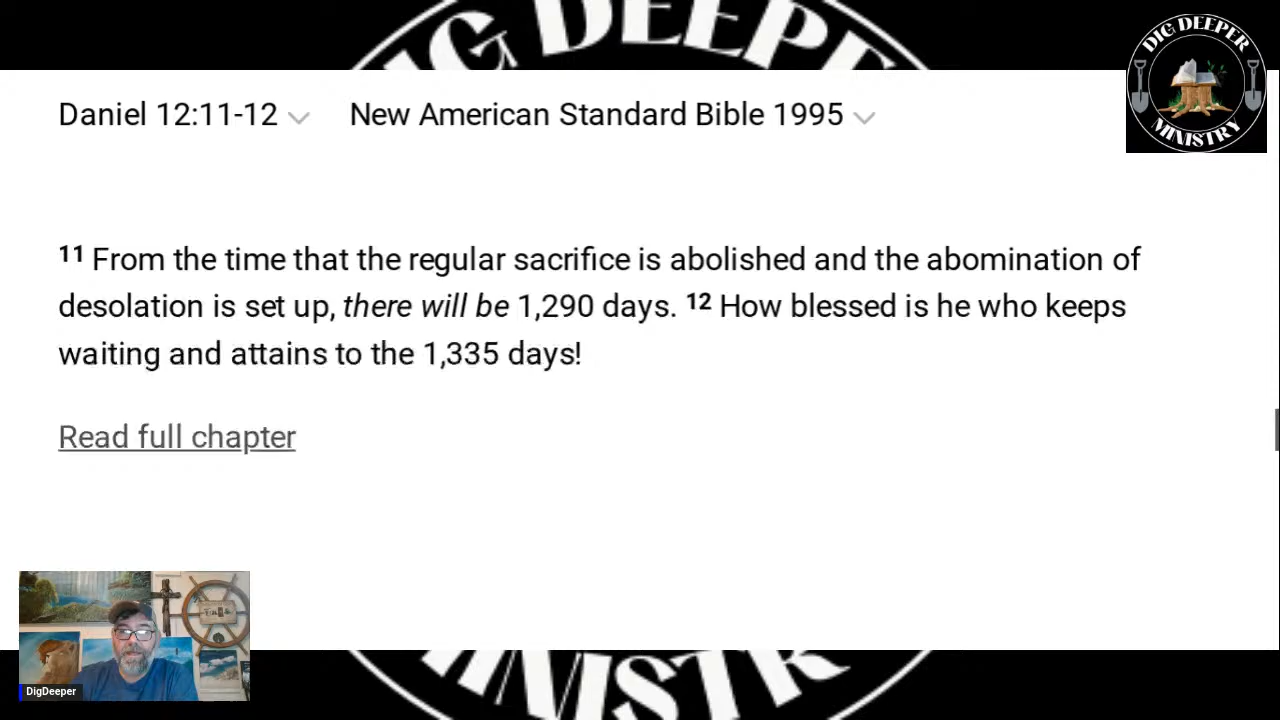 DIG DEEPER
DIG DEEPER
MINISTRY
Daniel 12:11-12 New American Standard Bible 1995
11 From the time that the regular sacrifice is abolished and the abomination of
desolation is set up, there will be 1,290 days. 12 How blessed is he who keeps
waiting and attains to the 1,335 days!
Read full chapter
DigDeeper